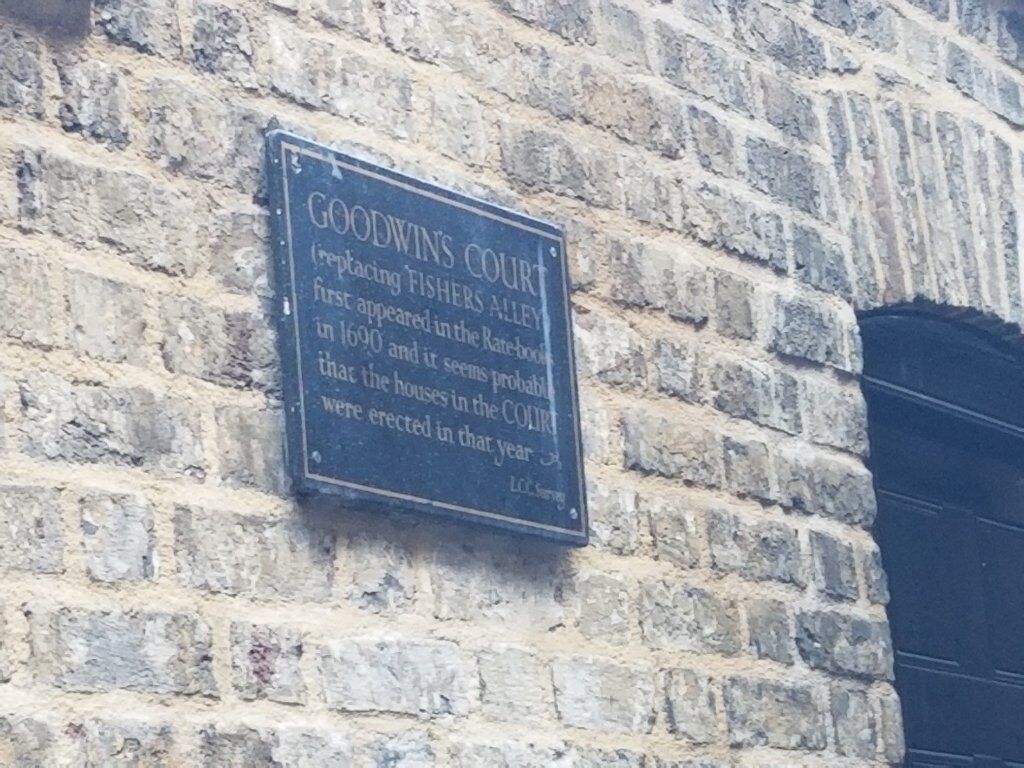 GOODWIN'S COURT
(replacing FISHERS ALLEY
first appeared in the Rate-books
in 1690 and it seems probable
that the houses in the COURT
were erected in that year
L.C.C. Survey